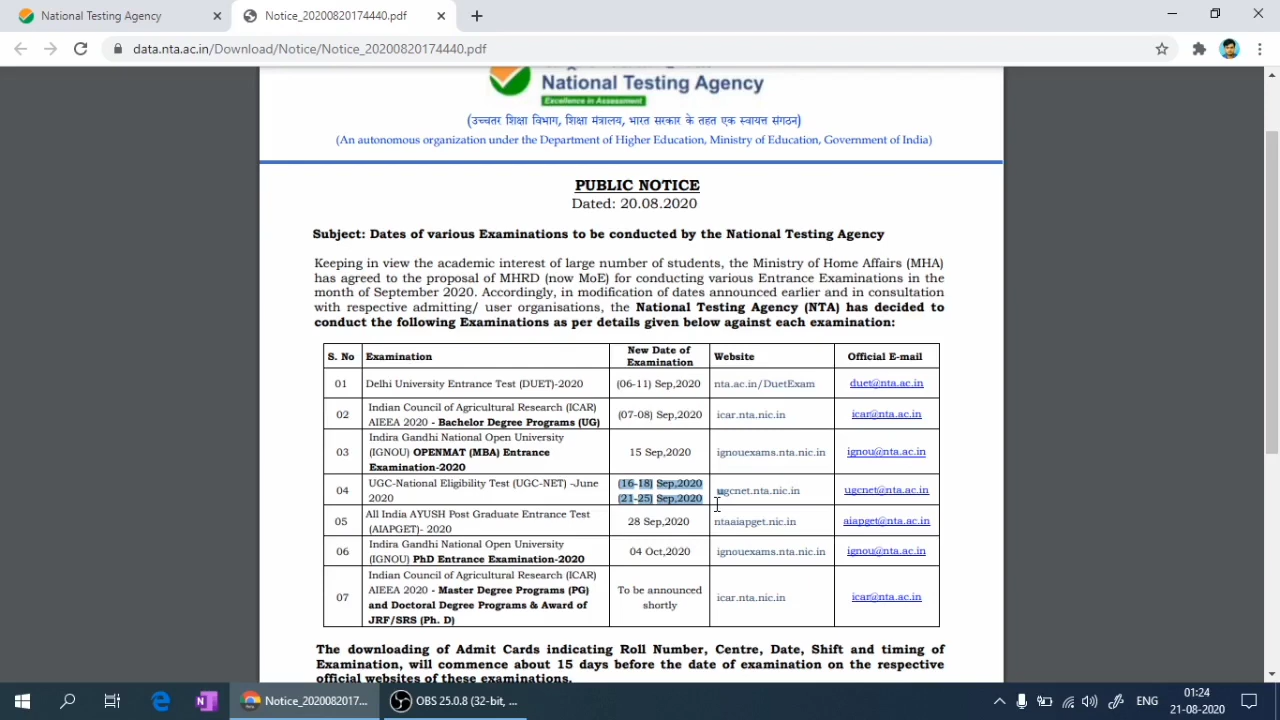 National Testing Agency
Notice_20200820174440.pdf
data.nta.ac.in/Download/Notice/Notice_20200820174440.pdf
National Testing Agency
Excellence in Assessment
(उच्चतर शिक्षा विभाग, शिक्षा मंत्रालय, भारत सरकार के तहत एक स्वायत्त संगठन)
(An autonomous organization under the Department of Higher Education, Ministry of Education, Government of India)
PUBLIC NOTICE
Dated: 20.08.2020
Subject: Dates of various Examinations to be conducted by the National Testing Agency
Keeping in view the academic interest of large number of students, the Ministry of Home Affairs (MHA)
has agreed to the proposal of MHRD (now MoE) for conducting various Entrance Examinations in the
month of September 2020. Accordingly, in modification of dates announced earlier and in consultation
with respective admitting/ user organisations, the National Testing Agency (NTA) has decided to
conduct the following Examinations as per details given below against each examination:
S. No Examination New Date of Examination Website Official E-mail
01 Delhi University Entrance Test (DUET)-2020 (06-11) Sep,2020 nta.ac.in/DuetExam duet@nta.ac.in
02 Indian Council of Agricultural Research (ICAR)
AIEEA 2020 - Bachelor Degree Programs (UG) (07-08) Sep,2020 icar.nta.nic.in icar@nta.ac.in
03 Indira Gandhi National Open University
(IGNOU) OPENMAT (MBA) Entrance
Examination-2020 15 Sep,2020 ignouexams.nta.nic.in ignou@nta.ac.in
04 UGC-National Eligibility Test (UGC-NET) -June
2020 (16-18) Sep,2020
(21-25) Sep,2020 ugcnet.nta.nic.in ugcnet@nta.ac.in
05 All India AYUSH Post Graduate Entrance Test
(AIAPGET)- 2020 28 Sep,2020 ntaaiapget.nic.in aiapget@nta.ac.in
06 Indira Gandhi National Open University
(IGNOU) PhD Entrance Examination-2020 04 Oct,2020 ignouexams.nta.nic.in ignou@nta.ac.in
07 Indian Council of Agricultural Research (ICAR)
AIEEA 2020 - Master Degree Programs (PG)
and Doctoral Degree Programs & Award of
JRF/SRS (Ph. D) To be announced
shortly icar.nta.nic.in icar@nta.ac.in
The downloading of Admit Cards indicating Roll Number, Centre, Date, Shift and timing of
Examination, will commence about 15 days before the date of examination on the respective
official websites of these examinations.
Notice_2020082017...
OBS 25.0.8 (32-bit, ...
ENG
01:24
21-08-2020